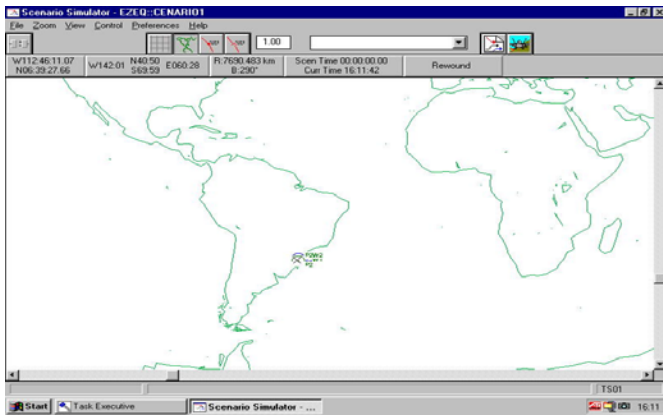 Scenario Simulator - EZEQ::CENARIO1
File Zoom View Control Preferences Help
1.00
W112:46:11.07
N06:39:27.66
W142:01
N40:50
S69:59
E060:28
R:7690.483 km
B:290°
Scen Time 00:00:00.00
Curr Time 16:11:42
Rewound
TS01
Start
Task Executive
Scenario Simulator - ...
16:11